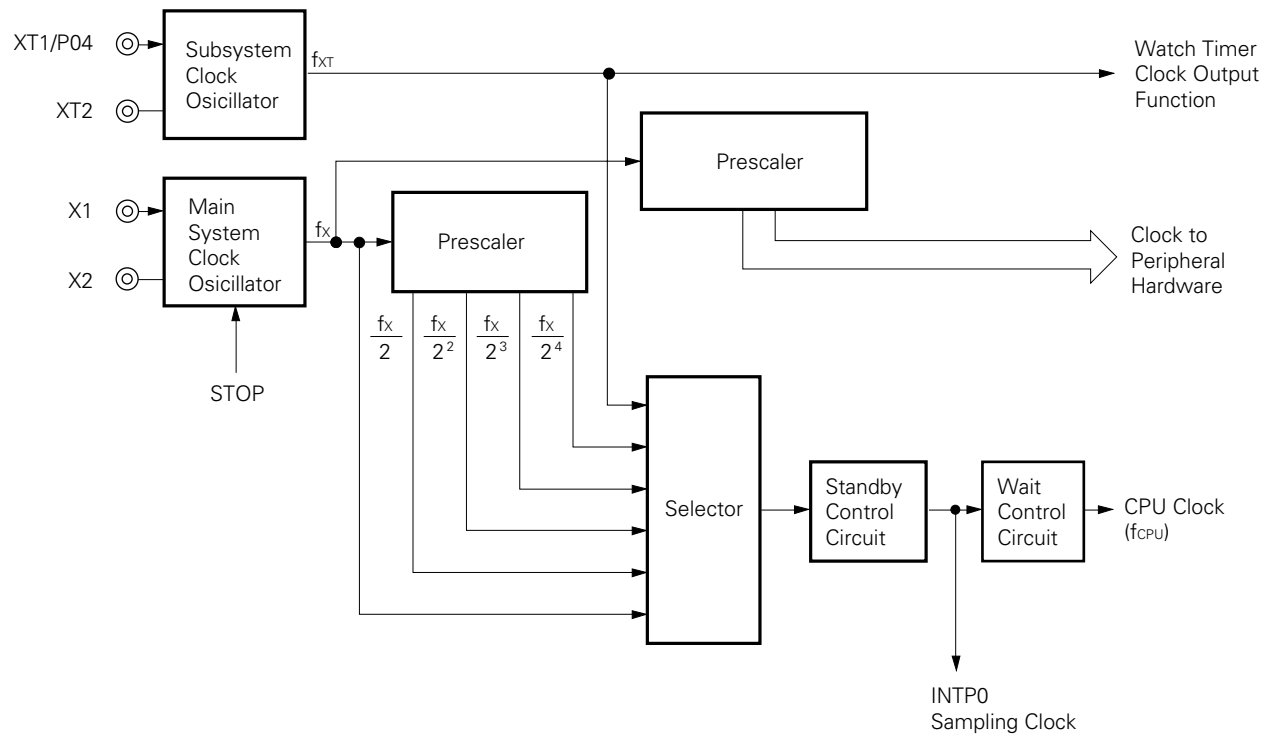 XT1/P04
XT2
Subsystem
Clock
Osicillator
fXT
Watch Timer
Clock Output
Function
Prescaler
X1
X2
Main
System
Clock
Osicillator
fX
Prescaler
Clock to
Peripheral
Hardware
STOP
fX
2
fX
2²
fX
2³
fX
2⁴
Selector
Standby
Control
Circuit
Wait
Control
Circuit
CPU Clock
(fCPU)
INTP0
Sampling Clock